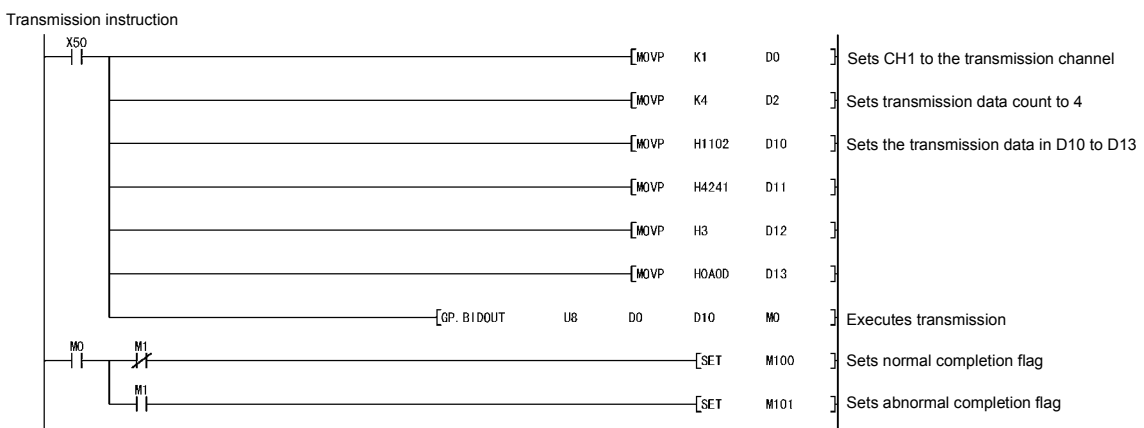 Transmission instruction
X50
[MOVP K1 D0 ] Sets CH1 to the transmission channel
[MOVP K4 D2 ] Sets transmission data count to 4
[MOVP H1102 D10 ] Sets the transmission data in D10 to D13
[MOVP H4241 D11 ]
[MOVP H3 D12 ]
[MOVP H0A0D D13 ]
[GP.BIDOUT U8 D0 D10 M0 ] Executes transmission
M0 M1
[SET M100 ] Sets normal completion flag
M1
[SET M101 ] Sets abnormal completion flag